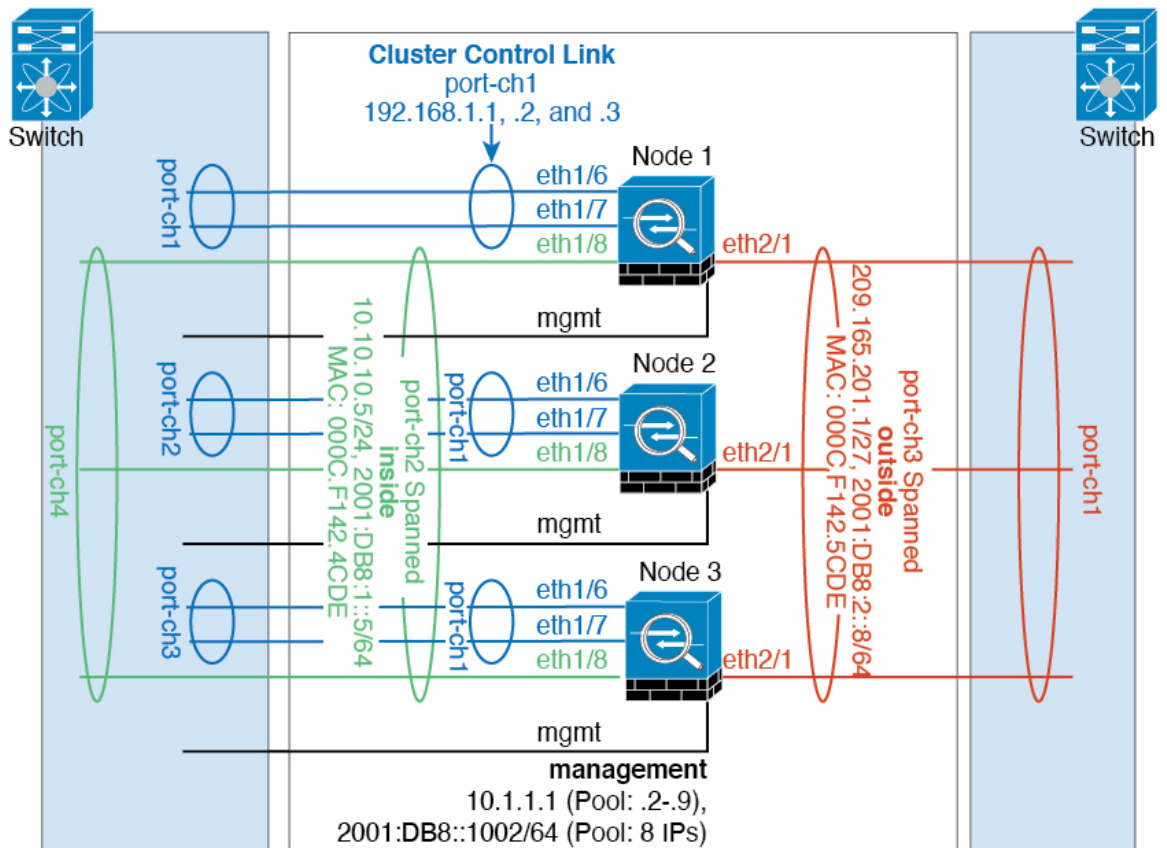 Switch
Switch
Cluster Control Link
port-ch1
192.168.1.1, .2, and .3
port-ch1
Node 1
eth1/6
eth1/7
eth1/8
eth2/1
mgmt
port-ch2
port-ch1
Node 2
eth1/6
eth1/7
eth1/8
eth2/1
mgmt
port-ch3
port-ch1
Node 3
eth1/6
eth1/7
eth1/8
eth2/1
mgmt
port-ch4
port-ch2 Spanned
inside
10.10.10.5/24, 2001:DB8:1::5/64
MAC: 000C.F142.4CDE
port-ch3 Spanned
outside
209.165.201.1/27, 2001:DB8:2::8/64
MAC: 000C.F142.5CDE
port-ch1
management
10.1.1.1 (Pool: .2-.9),
2001:DB8::1002/64 (Pool: 8 IPs)